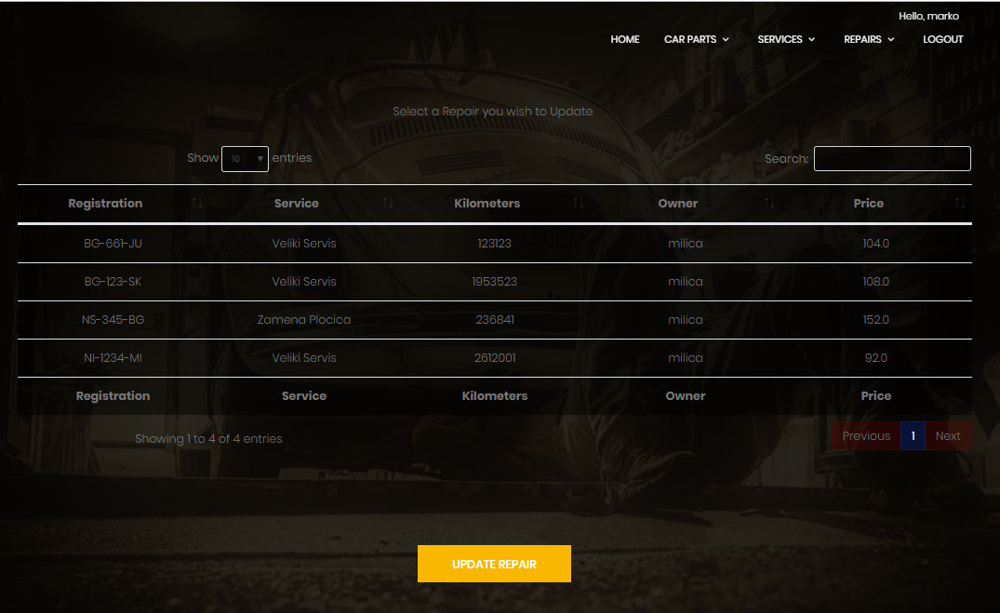 Hello, marko
HOME CAR PARTS SERVICES REPAIRS LOGOUT
Select a Repair you wish to Update
Show 10 entries Search:
Registration Service Kilometers Owner Price
BG-661-JU Veliki Servis 123123 milica 104.0
BG-123-SK Veliki Servis 1953523 milica 108.0
NS-345-BG Zamena Plocica 236841 milica 152.0
NI-1234-MI Veliki Servis 2612001 milica 92.0
Registration Service Kilometers Owner Price
Showing 1 to 4 of 4 entries Previous 1 Next
UPDATE REPAIR